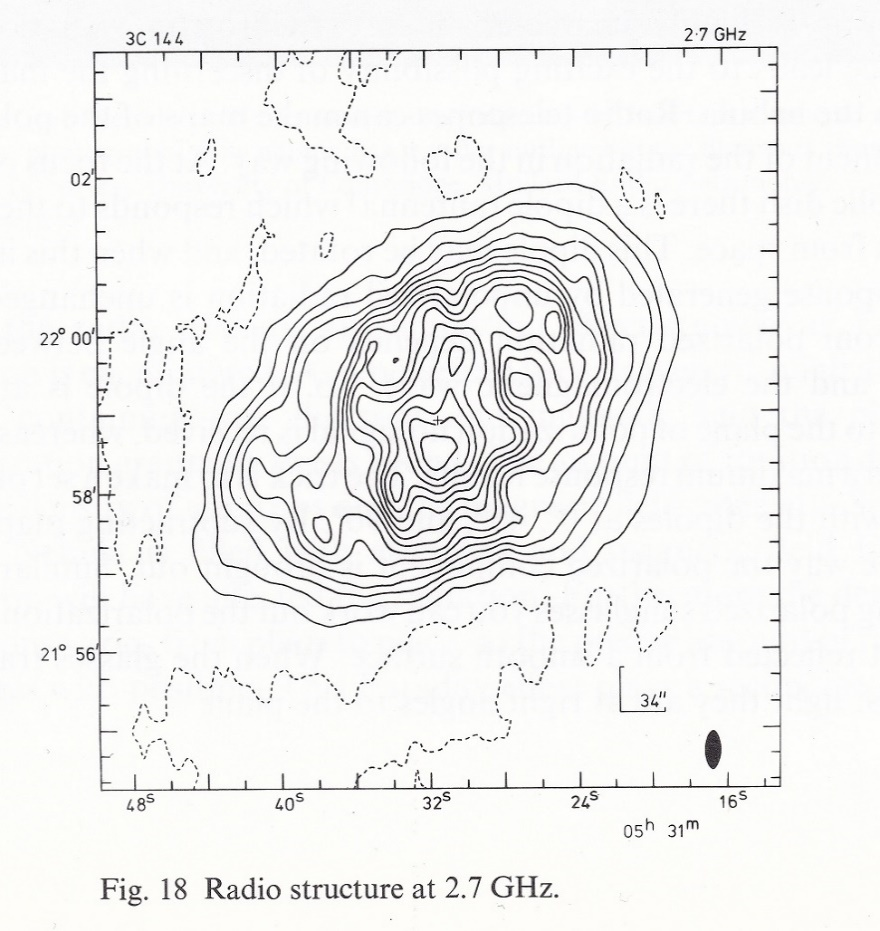 3C 144 2·7 GHz
02'
22° 00'
58'
21° 56'
34"
48ˢ 40ˢ 32ˢ 24ˢ 16ˢ
05ʰ 31ᵐ
Fig. 18 Radio structure at 2.7 GHz.